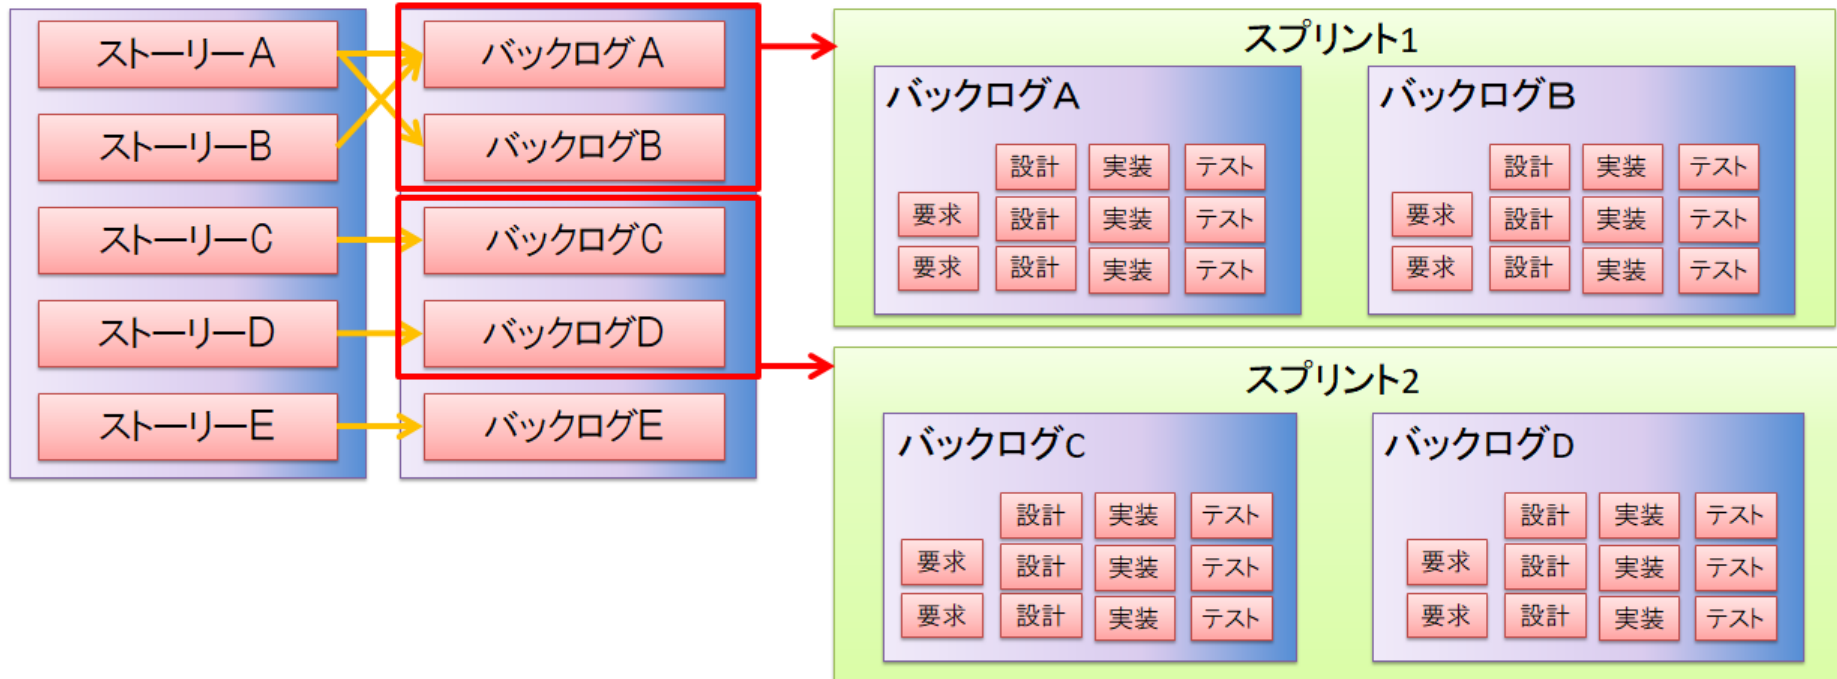 ストーリーA
ストーリーB
ストーリーC
ストーリーD
ストーリーE
バックログA
バックログB
バックログC
バックログD
バックログE
スプリント1
バックログA
設計 実装 テスト
要求 設計 実装 テスト
要求 設計 実装 テスト
バックログB
設計 実装 テスト
要求 設計 実装 テスト
要求 設計 実装 テスト
スプリント2
バックログC
設計 実装 テスト
要求 設計 実装 テスト
要求 設計 実装 テスト
バックログD
設計 実装 テスト
要求 設計 実装 テスト
要求 設計 実装 テスト